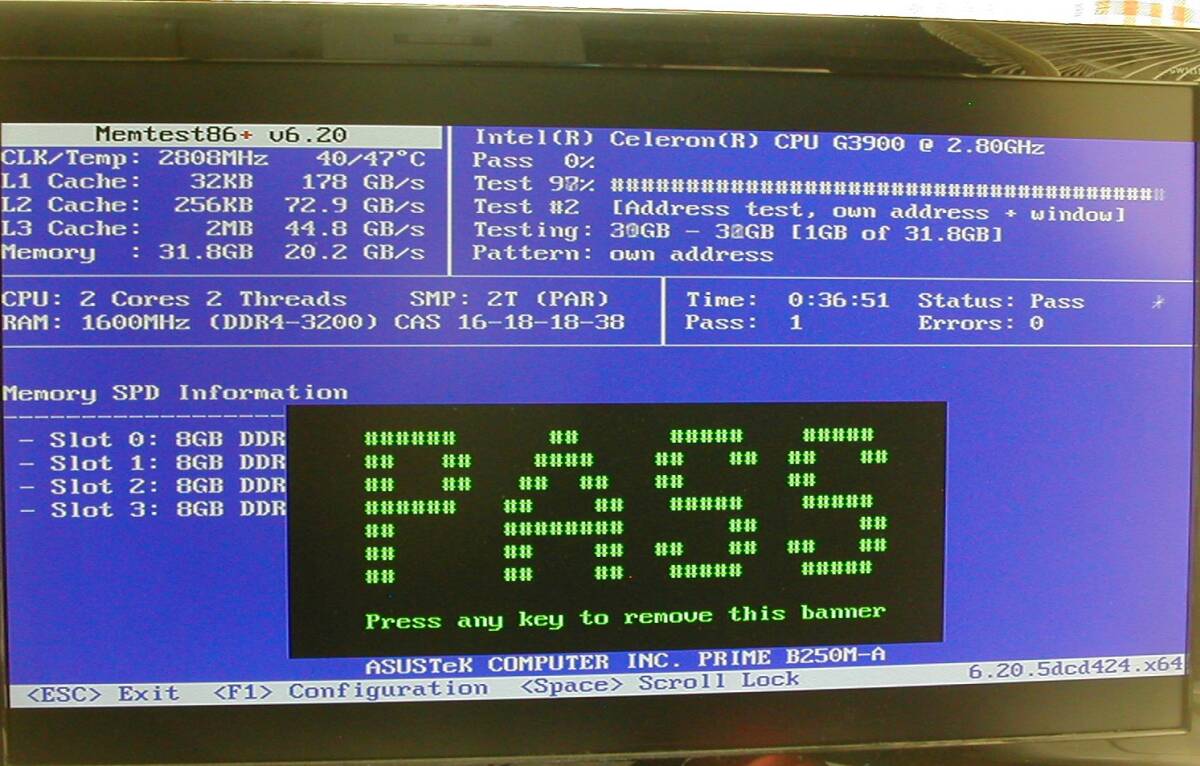 Memtest86+ v6.20
Intel(R) Celeron(R) CPU G3900 @ 2.80GHz
CLK/Temp: 2808MHz 40/47°C
Pass 0%
L1 Cache: 32KB 178 GB/s
Test % ########################################
L2 Cache: 256KB 72.9 GB/s
Test #2 [Address test, own address + window]
L3 Cache: 2MB 44.8 GB/s
Testing: - [1GB of 31.8GB]
Memory : 31.8GB 20.2 GB/s
Pattern: own address
CPU: 2 Cores 2 Threads SMP: 2T (PAR)
Time: 0:36:51 Status: Pass *
RAM: 1600MHz (DDR4-3200) CAS 16-18-18-38
Pass: 1 Errors: 0
Memory SPD Information
- Slot 0: 8GB DDR
- Slot 1: 8GB DDR
- Slot 2: 8GB DDR
- Slot 3: 8GB DDR
PASS
Press any key to remove this banner
ASUSTeK COMPUTER INC. PRIME B250M-A
<ESC> Exit <F1> Configuration <Space> Scroll Lock 6.20.5dcd424.x64